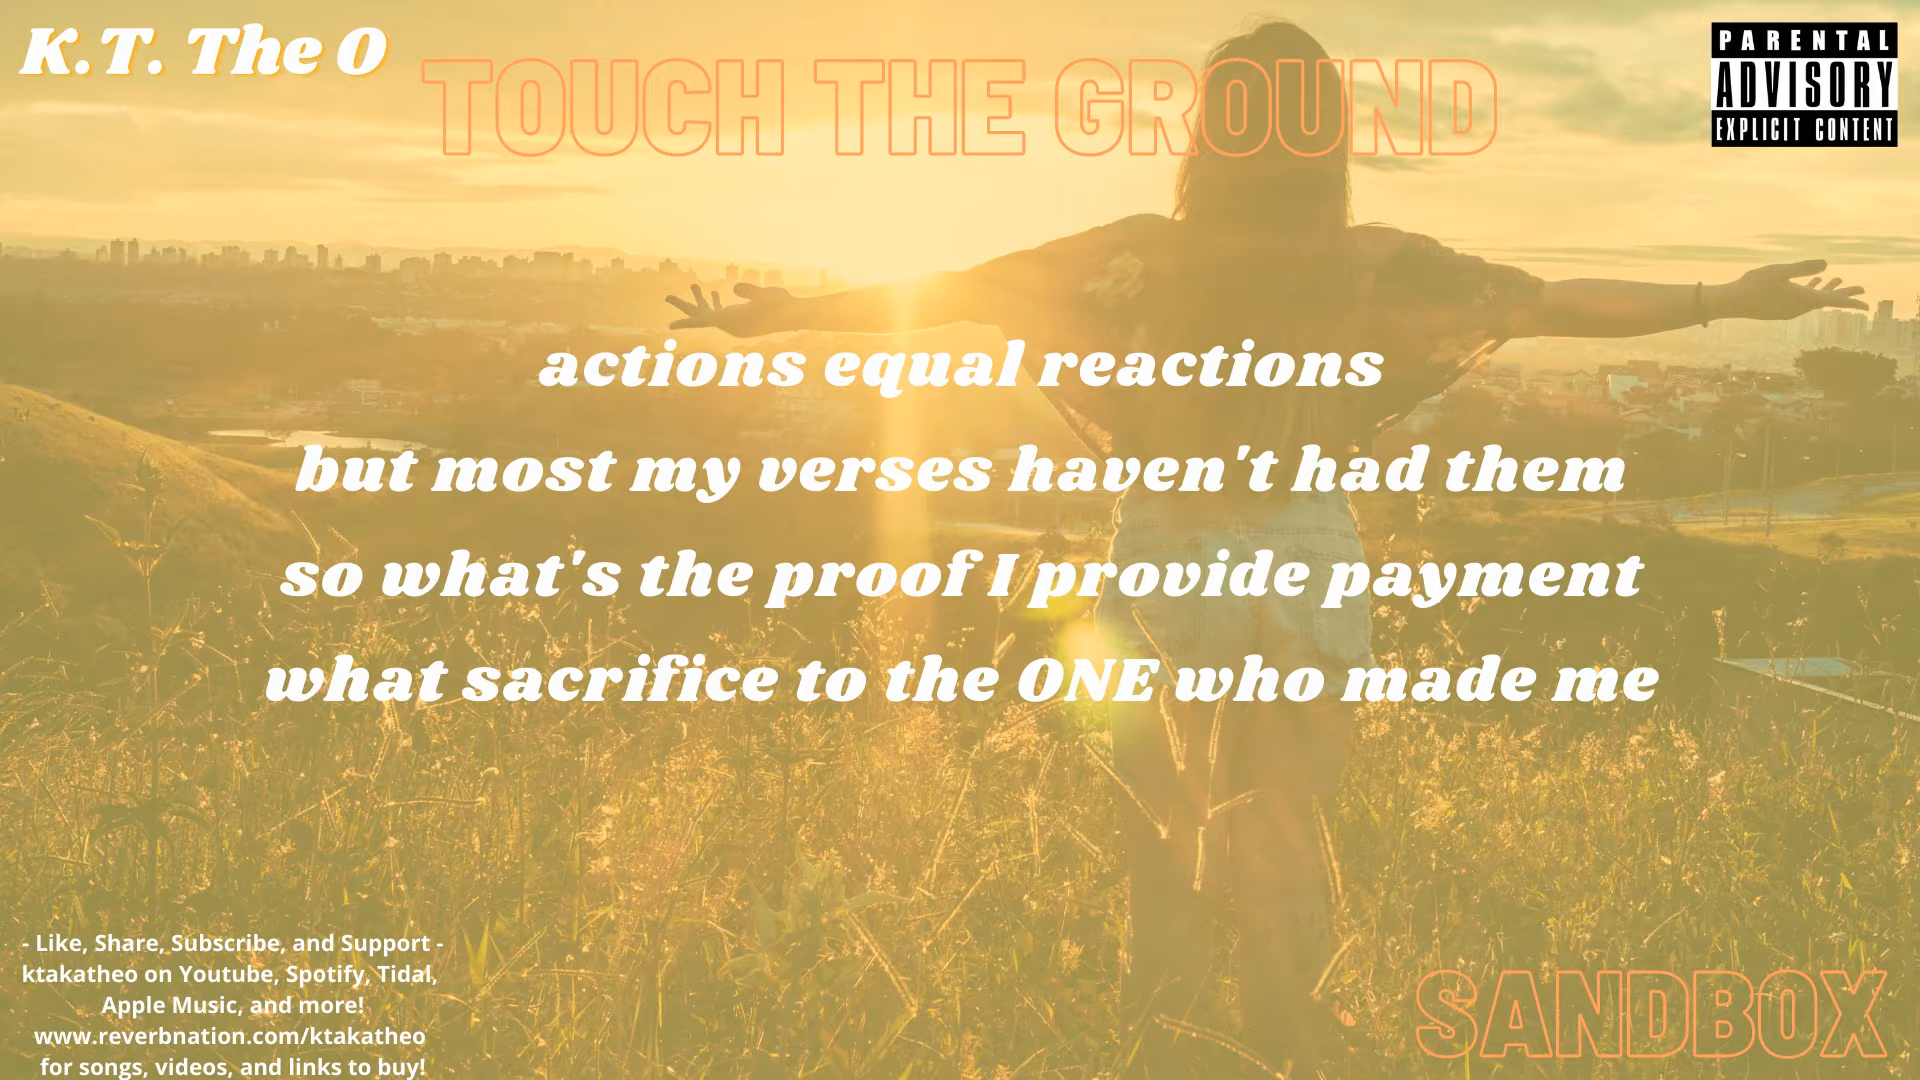 K.T. The O
TOUCH THE GROUND
PARENTAL
ADVISORY
EXPLICIT CONTENT
actions equal reactions
but most my verses haven't had them
so what's the proof I provide payment
what sacrifice to the ONE who made me
- Like, Share, Subscribe, and Support -
ktakatheo on Youtube, Spotify, Tidal,
Apple Music, and more!
www.reverbnation.com/ktakatheo
for songs, videos, and links to buy!
SANDBOX